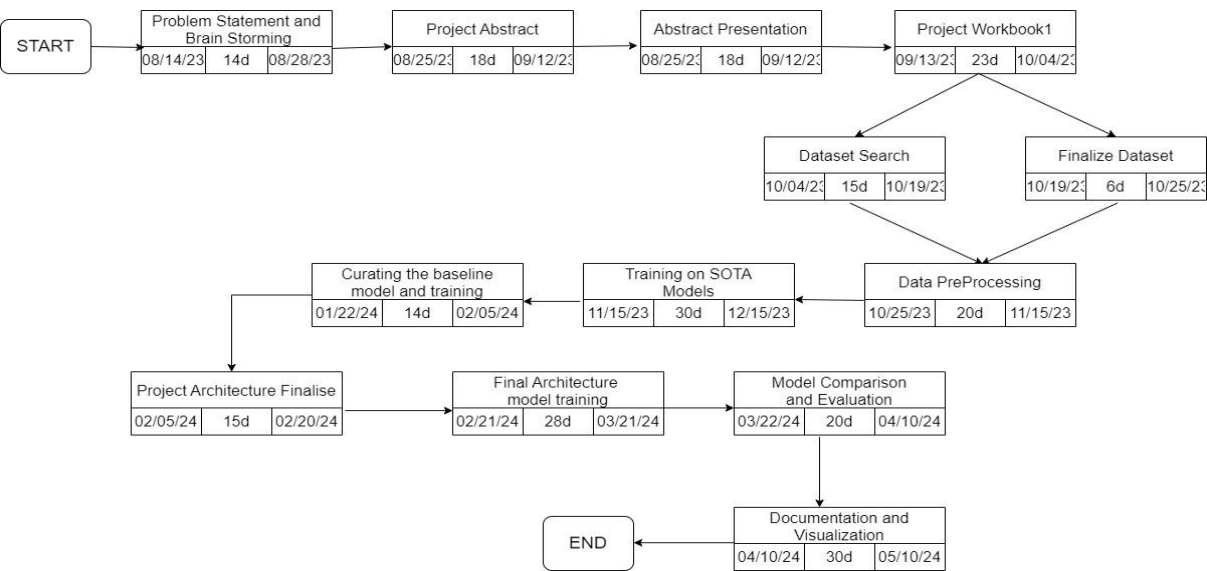 START
Problem Statement and
Brain Storming
08/14/23 14d 08/28/23
Project Abstract
08/25/23 18d 09/12/23
Abstract Presentation
08/25/23 18d 09/12/23
Project Workbook1
09/13/23 23d 10/04/23
Dataset Search
10/04/23 15d 10/19/23
Finalize Dataset
10/19/23 6d 10/25/23
Curating the baseline
model and training
01/22/24 14d 02/05/24
Training on SOTA
Models
11/15/23 30d 12/15/23
Data PreProcessing
10/25/23 20d 11/15/23
Project Architecture Finalise
02/05/24 15d 02/20/24
Final Architecture
model training
02/21/24 28d 03/21/24
Model Comparison
and Evaluation
03/22/24 20d 04/10/24
END
Documentation and
Visualization
04/10/24 30d 05/10/24